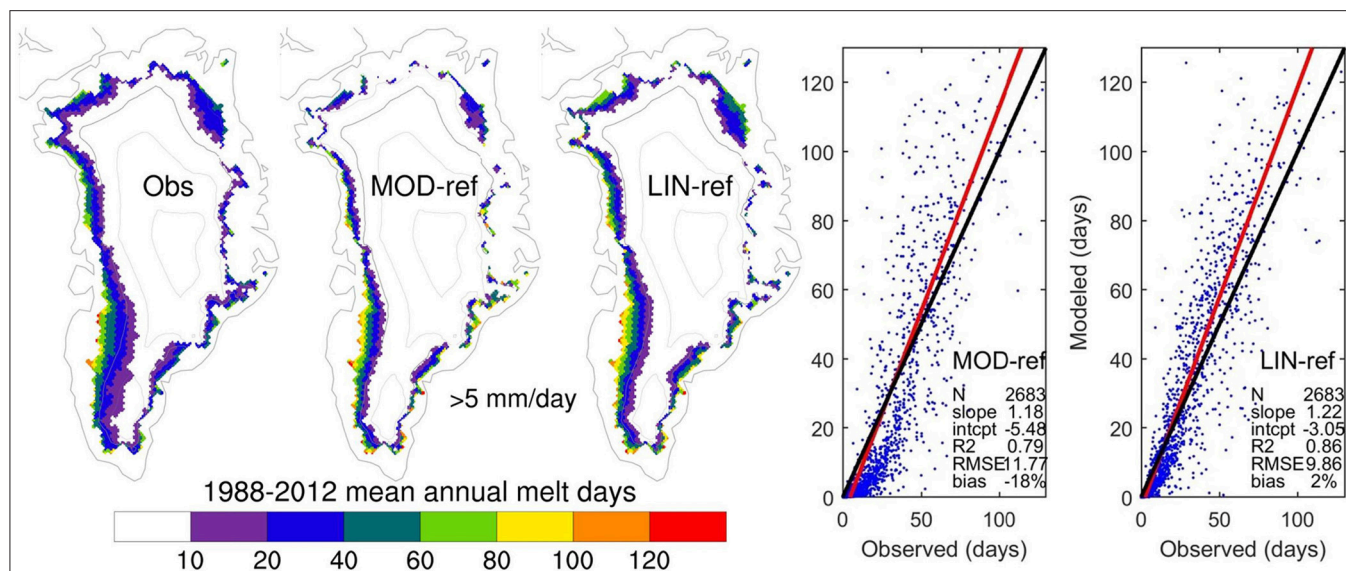 Obs
MOD-ref
LIN-ref
>5 mm/day
1988-2012 mean annual melt days
10 20 40 60 80 100 120
120
100
80
60
40
20
0
0 50 100
Observed (days)
MOD-ref
N 2683
slope 1.18
intcpt -5.48
R2 0.79
RMSE11.77
bias -18%
Modeled (days)
120
100
80
60
40
20
0
0 50 100
Observed (days)
LIN-ref
N 2683
slope 1.22
intcpt -3.05
R2 0.86
RMSE9.86
bias 2%